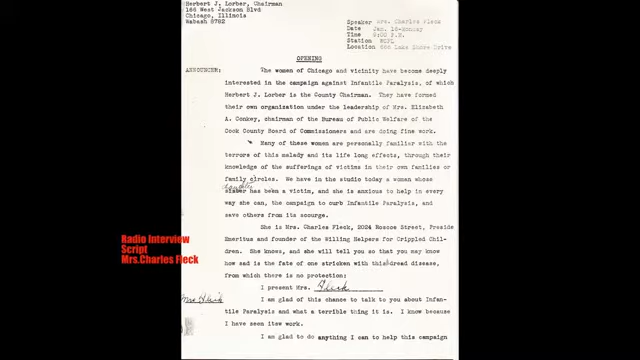 Herbert J. Lorber, Chairman
166 West Jackson Blvd
Chicago, Illinois
Wabash 8782
Speaker Mrs. Charles Fleck
Date Jan. 16-Monday
Time P.M.
Station
Location Lake Shore Drive
OPENING
ANNOUNCER: The women of Chicago and vicinity have become deeply
interested in the campaign against Infantile Paralysis, of which
Herbert J. Lorber is the County Chairman. They have formed
their own organization under the leadership of Mrs. Elizabeth
A. Conkey, chairman of the Bureau of Public Welfare of the
Cook County Board of Commissioners and are doing fine work.
Many of these women are personally familiar with the
terrors of this malady and its life long effects, through their
knowledge of the sufferings of victims in their own families or
family circles. We have in the studio today a woman whose
daughter
sister has been a victim, and she is anxious to help in every
way she can, the campaign to curb Infantile Paralysis, and
save others from its scourge.
She is Mrs. Charles Fleck, 2024 Roscoe Street, Preside
Emeritus and founder of the Willing Helpers for Crippled Chil-
dren. She knows, and she will tell you so that you may know
how sad is the fate of one stricken with this dread disease,
from which there is no protection:
I present Mrs. Fleck
Mrs Fleck I am glad of this chance to talk to you about Infan-
tile Paralysis and what a terrible thing it is. I know because
I have seen its work.
I am glad to do anything I can to help this campaign
Radio Interview
Script
Mrs.Charles Fleck